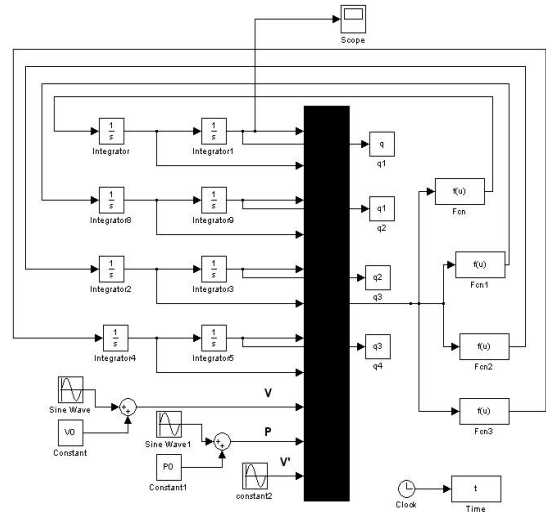 Scope
1
s
Integrator
1
s
Integrator1
q
q1
f(u)
Fcn
1
s
Integrator8
1
s
Integrator9
q1
q2
f(u)
Fcn1
1
s
Integrator2
1
s
Integrator3
q2
q3
1
s
Integrator4
1
s
Integrator5
q3
q4
f(u)
Fcn2
Sine Wave
+
+
V
V0
Constant
f(u)
Fcn3
Sine Wave1
+
+
P
P0
Constant1
V'
constant2
Clock
t
Time